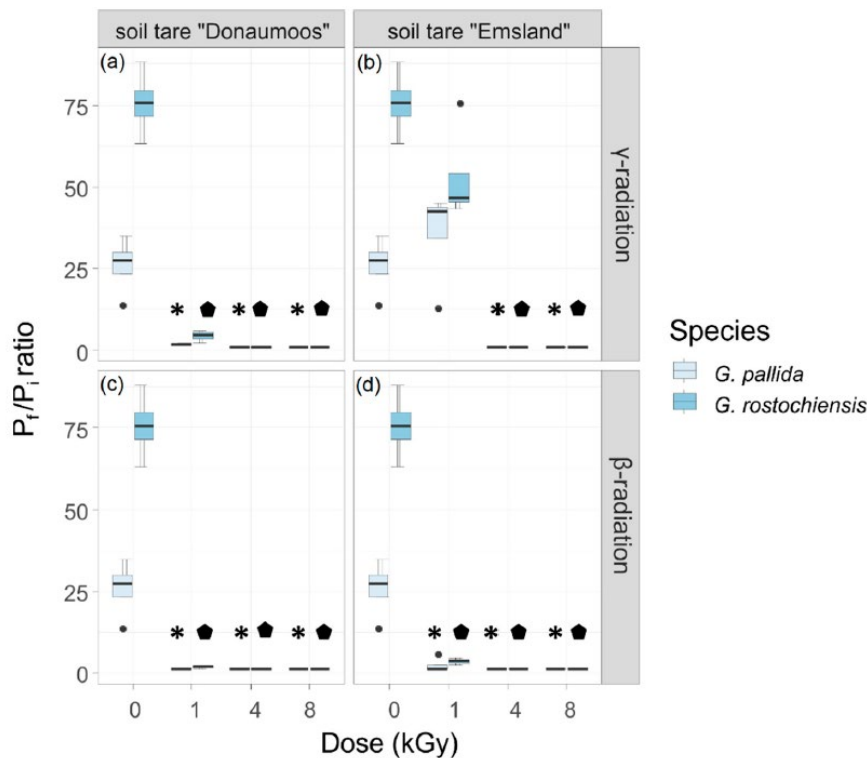 soil tare "Donaumoos"
soil tare "Emsland"
(a)
(b)
75
50
25
0
* * *
* *
γ-radiation
(c)
(d)
75
50
25
0
* * *
* * *
β-radiation
0 1 4 8
0 1 4 8
Dose (kGy)
Pf/Pi ratio
Species
G. pallida
G. rostochiensis